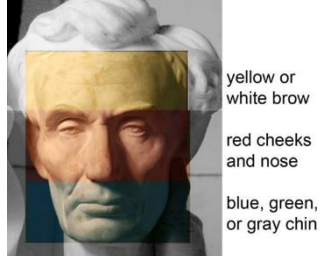 yellow or
white brow
red cheeks
and nose
blue, green,
or gray chin